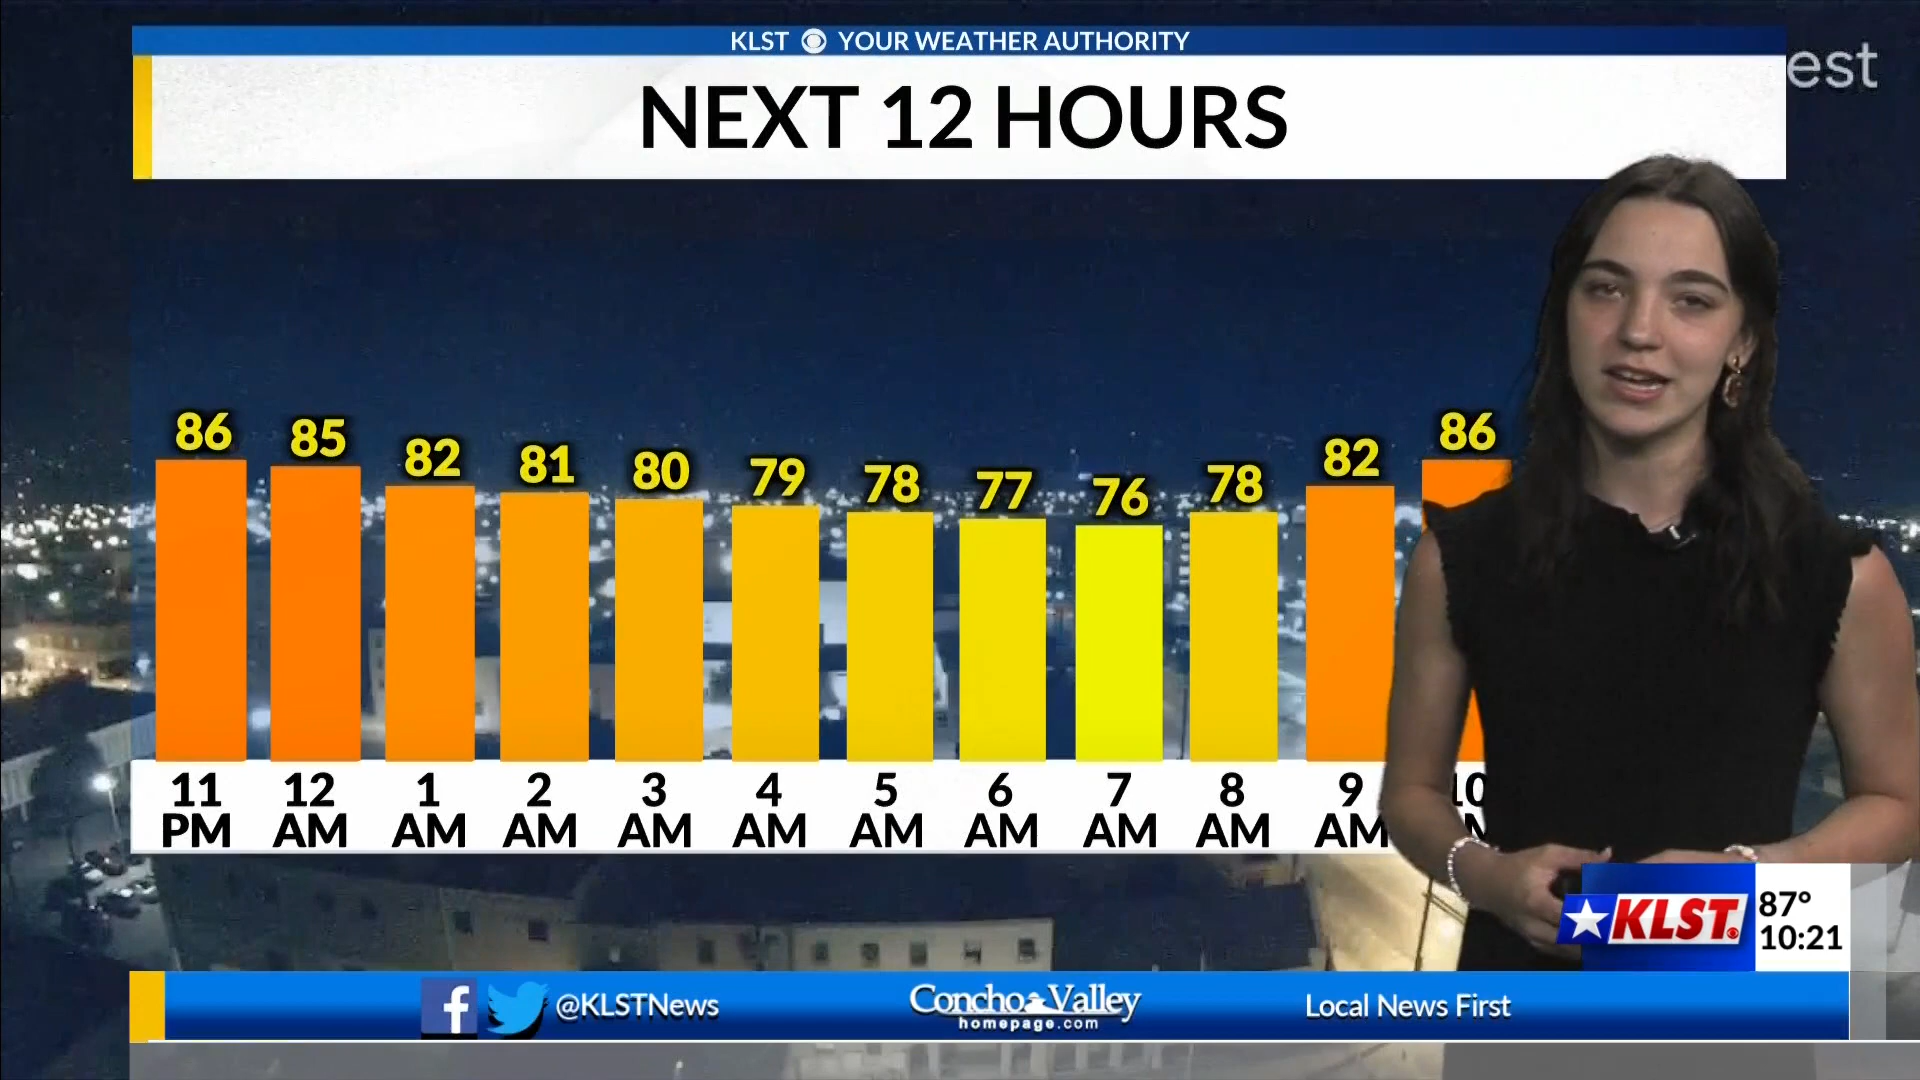 KLST YOUR WEATHER AUTHORITY
est
NEXT 12 HOURS
86 85 82 81 80 79 78 77 76 78 82 86
11 12 1 2 3 4 5 6 7 8 9 10
PM AM AM AM AM AM AM AM AM AM AM
KLST
87°
10:21
@KLSTNews
Concho Valley
homepage.com
Local News First